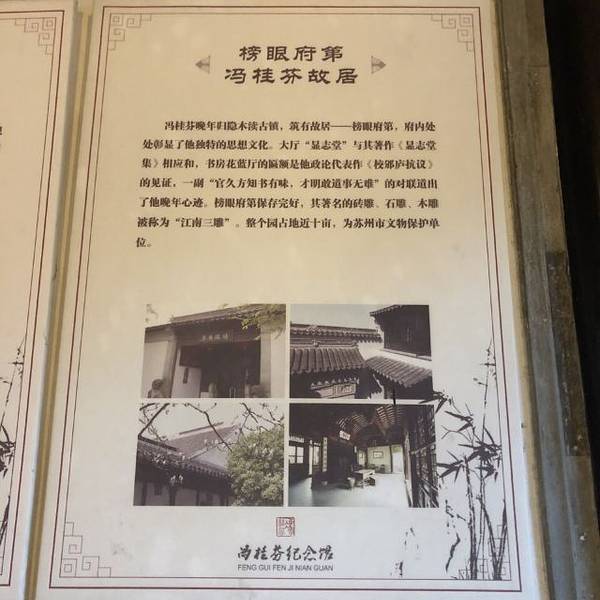 榜眼府第
冯桂芬故居
冯桂芬晚年归隐木渎古镇，筑有故居——榜眼府第，府内处
处彰显了他独特的思想文化。大厅“显志堂”与其著作《显志堂
集》相应和，书房花蓝厅的匾额是他政论代表作《校邠庐抗议》
的见证，一副“官久方知书有味，才明敢道事无难”的对联道出
了他晚年心迹。榜眼府第保存完好，其著名的砖雕、石雕、木雕
被称为“江南三雕”。整个园占地近十亩，为苏州市文物保护单
位。
冯桂芬纪念馆
FENG GUI FEN JI NIAN GUAN